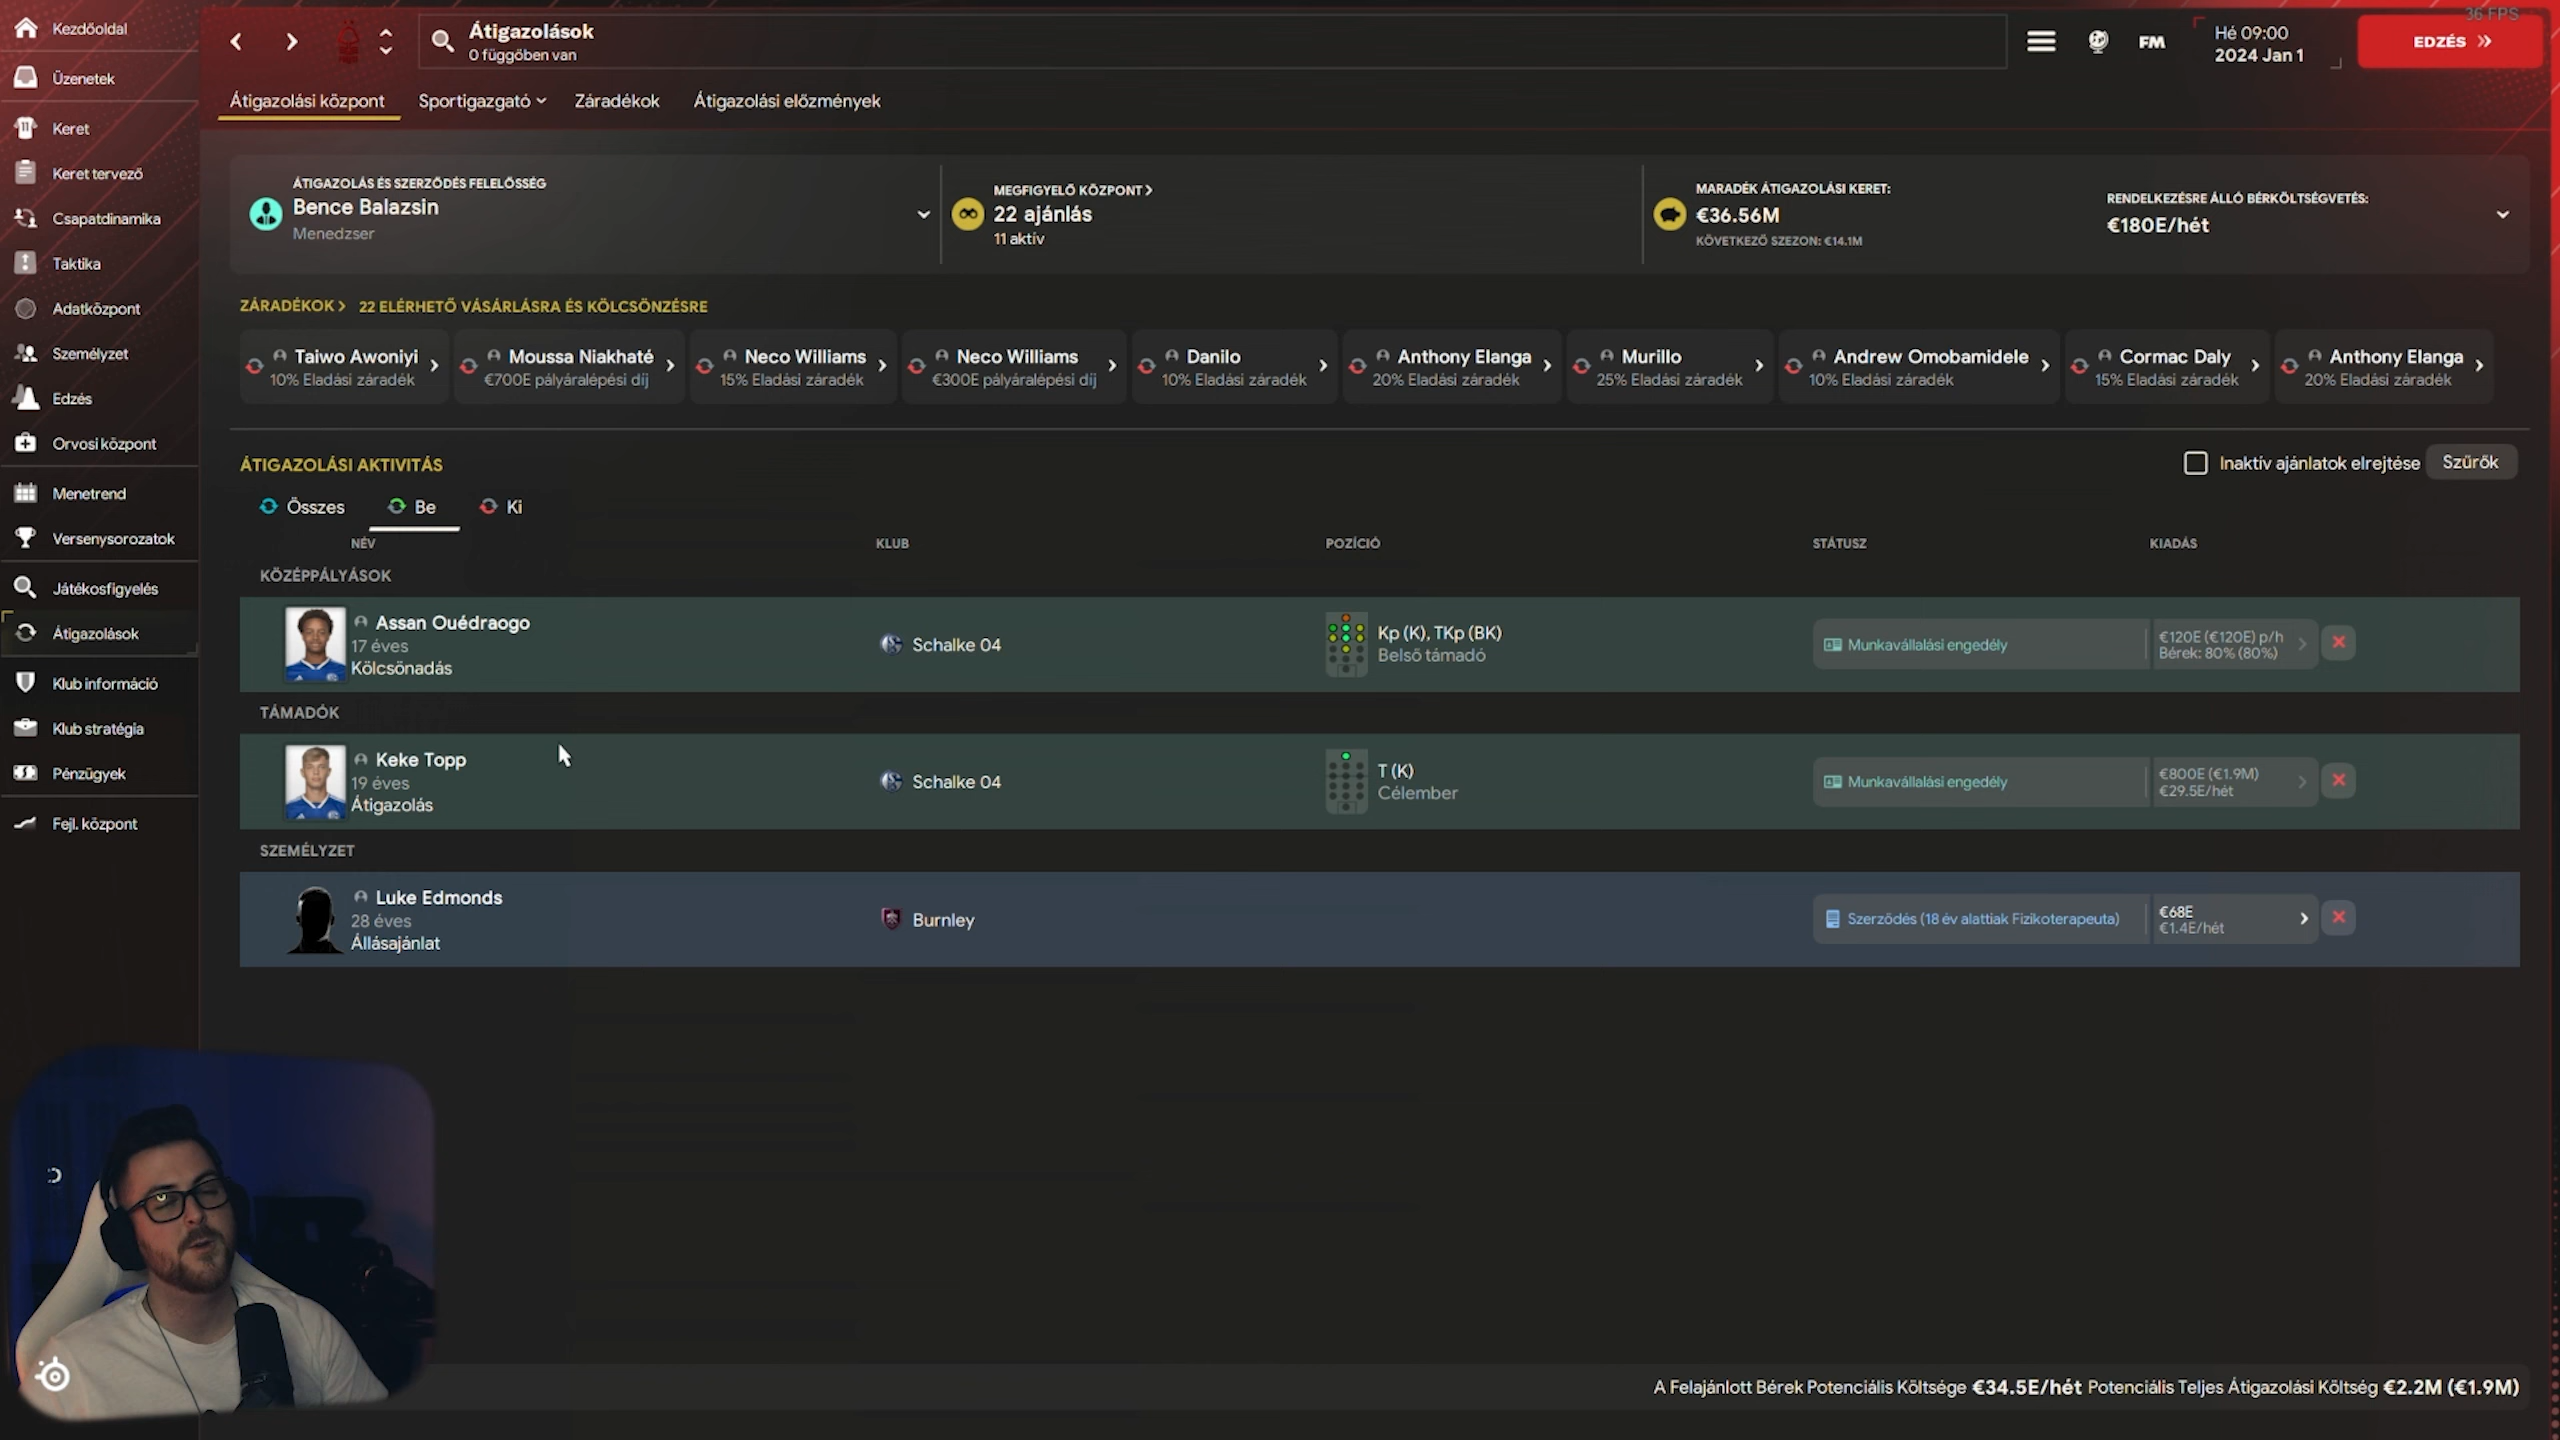 36 FPS
Kezdőoldal
Üzenetek
Keret
Keret tervező
Csapatdinamika
Taktika
Adatközpont
Személyzet
Edzés
Orvosi központ
Menetrend
Versenysorozatok
Játékosfigyelés
Átigazolások
Klub információ
Klub stratégia
Pénzügyek
Fejl. központ
Átigazolások
0 függőben van
FM
Hé 09:00
2024 Jan 1
EDZÉS
Átigazolási központ
Sportigazgató
Záradékok
Átigazolási előzmények
ÁTIGAZOLÁS ÉS SZERZŐDÉS FELELŐSSÉG
Bence Balazsin
Menedzser
MEGFIGYELŐ KÖZPONT
22 ajánlás
11 aktív
MARADÉK ÁTIGAZOLÁSI KERET:
€36.56M
KÖVETKEZŐ SZEZON: €14.1M
RENDELKEZÉSRE ÁLLÓ BÉRKÖLTSÉGVETÉS:
€180E/hét
ZÁRADÉKOK 22 ELÉRHETŐ VÁSÁRLÁSRA ÉS KÖLCSÖNZÉSRE
Taiwo Awoniyi
10% Eladási záradék
Moussa Niakhaté
€700E pályáralépési díj
Neco Williams
15% Eladási záradék
Neco Williams
€300E pályáralépési díj
Danilo
10% Eladási záradék
Anthony Elanga
20% Eladási záradék
Murillo
25% Eladási záradék
Andrew Omobamidele
10% Eladási záradék
Cormac Daly
15% Eladási záradék
Anthony Elanga
20% Eladási záradék
ÁTIGAZOLÁSI AKTIVITÁS
Inaktív ajánlatok elrejtése
Szűrők
Összes
Be
Ki
NÉV
KLUB
POZÍCIÓ
STÁTUSZ
KIADÁS
KÖZÉPPÁLYÁSOK
Assan Ouédraogo
17 éves
Kölcsönadás
Schalke 04
Kp (K), TKp (BK)
Belső támadó
Munkavállalási engedély
€120E (€120E) p/h
Bérek: 80% (80%)
TÁMADÓK
Keke Topp
19 éves
Átigazolás
Schalke 04
T (K)
Célember
Munkavállalási engedély
€800E (€1.9M)
€29.5E/hét
SZEMÉLYZET
Luke Edmonds
28 éves
Állásajánlat
Burnley
Szerződés (18 év alattiak Fizikoterapeuta)
€68E
€1.4E/hét
A Felajánlott Bérek Potenciális Költsége €34.5E/hét Potenciális Teljes Átigazolási Költség €2.2M (€1.9M)